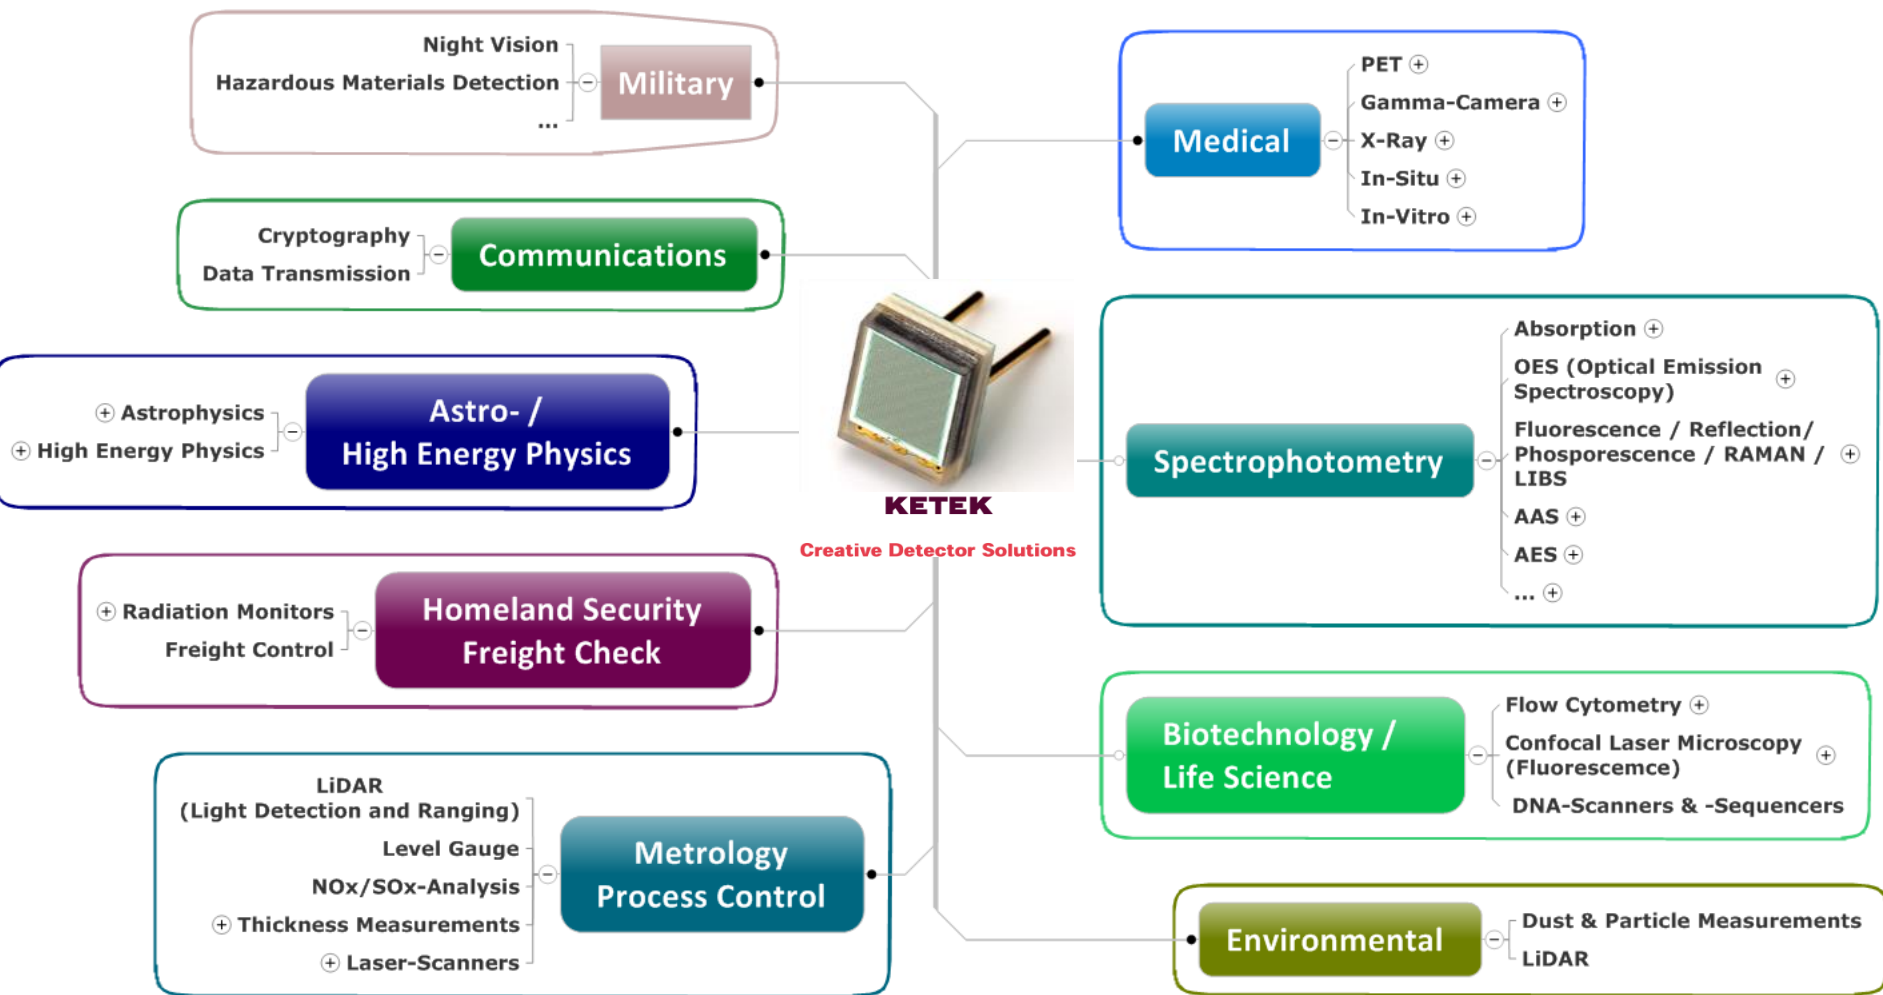 Night Vision
Hazardous Materials Detection
...
Military
Cryptography
Data Transmission
Communications
Astrophysics
High Energy Physics
Astro- /
High Energy Physics
Radiation Monitors
Freight Control
Homeland Security
Freight Check
LiDAR
(Light Detection and Ranging)
Level Gauge
NOx/SOx-Analysis
Thickness Measurements
Laser-Scanners
Metrology
Process Control
KETEK
Creative Detector Solutions
Medical
PET
Gamma-Camera
X-Ray
In-Situ
In-Vitro
Spectrophotometry
Absorption
OES (Optical Emission
Spectroscopy)
Fluorescence / Reflection/
Phosporescence / RAMAN /
LIBS
AAS
AES
...
Biotechnology /
Life Science
Flow Cytometry
Confocal Laser Microscopy
(Fluorescemce)
DNA-Scanners & -Sequencers
Environmental
Dust & Particle Measurements
LiDAR